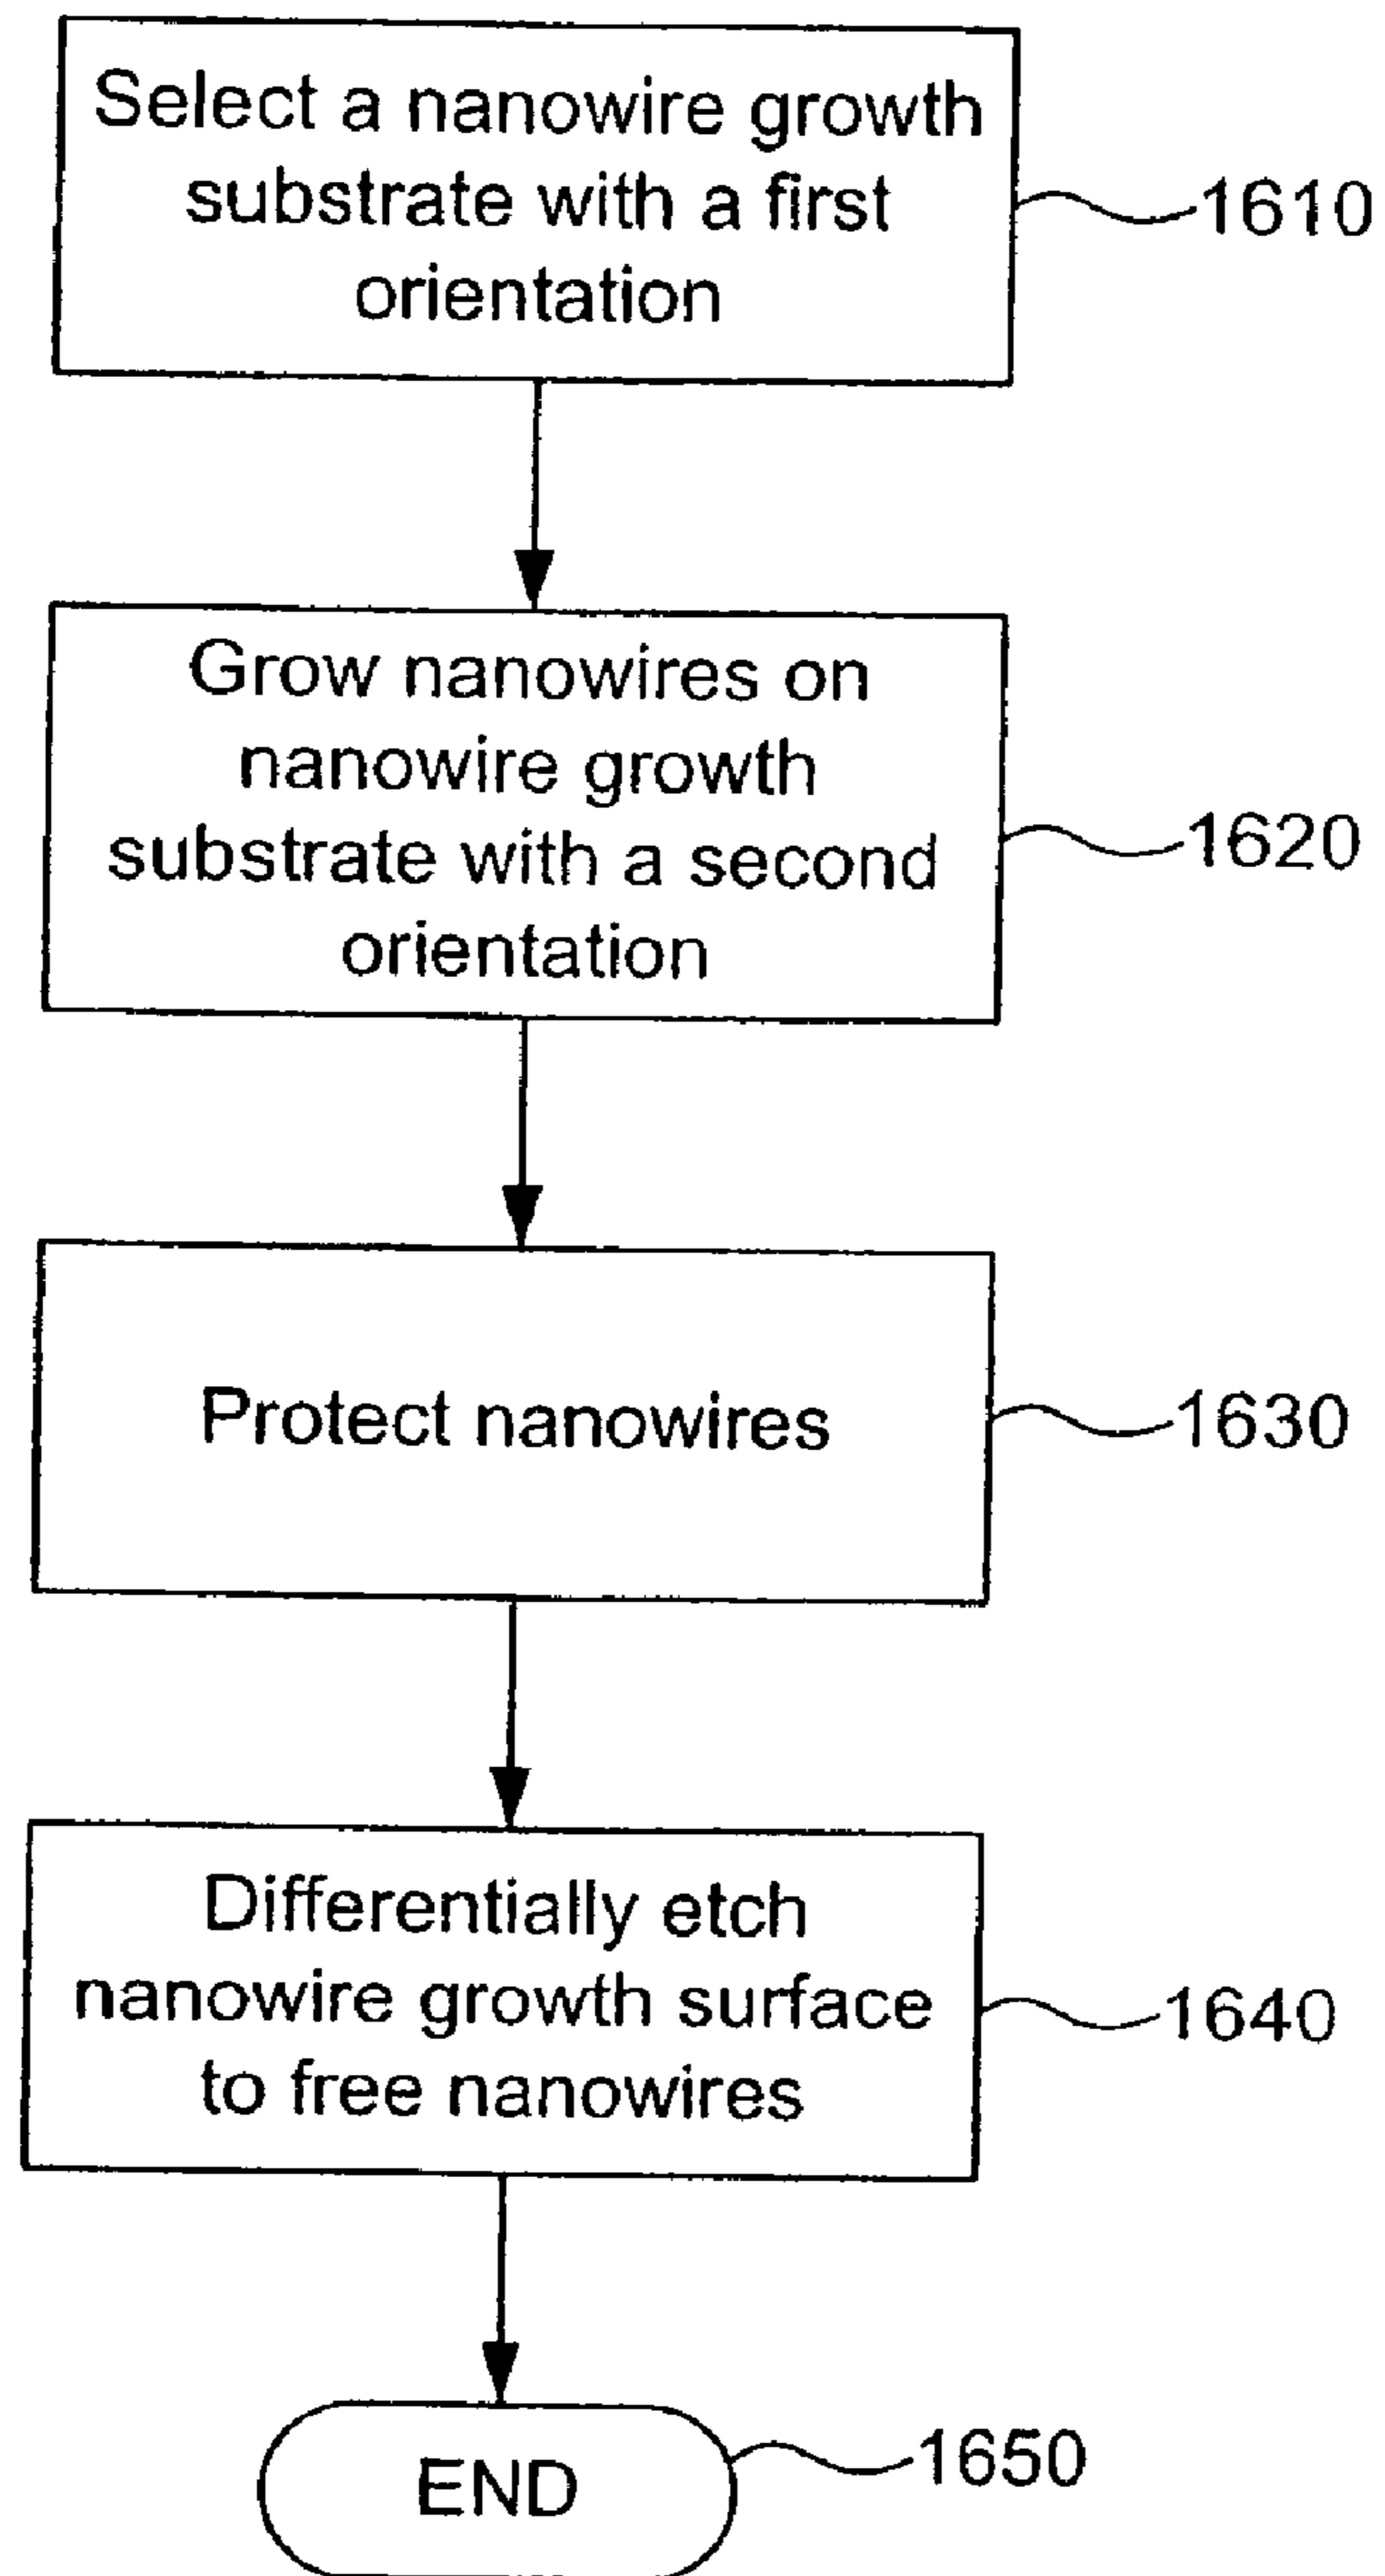 Select a nanowire growth
substrate with a first
orientation
1610
Grow nanowires on
nanowire growth
substrate with a second
orientation
1620
Protect nanowires
1630
Differentially etch
nanowire growth surface
to free nanowires
1640
END
1650